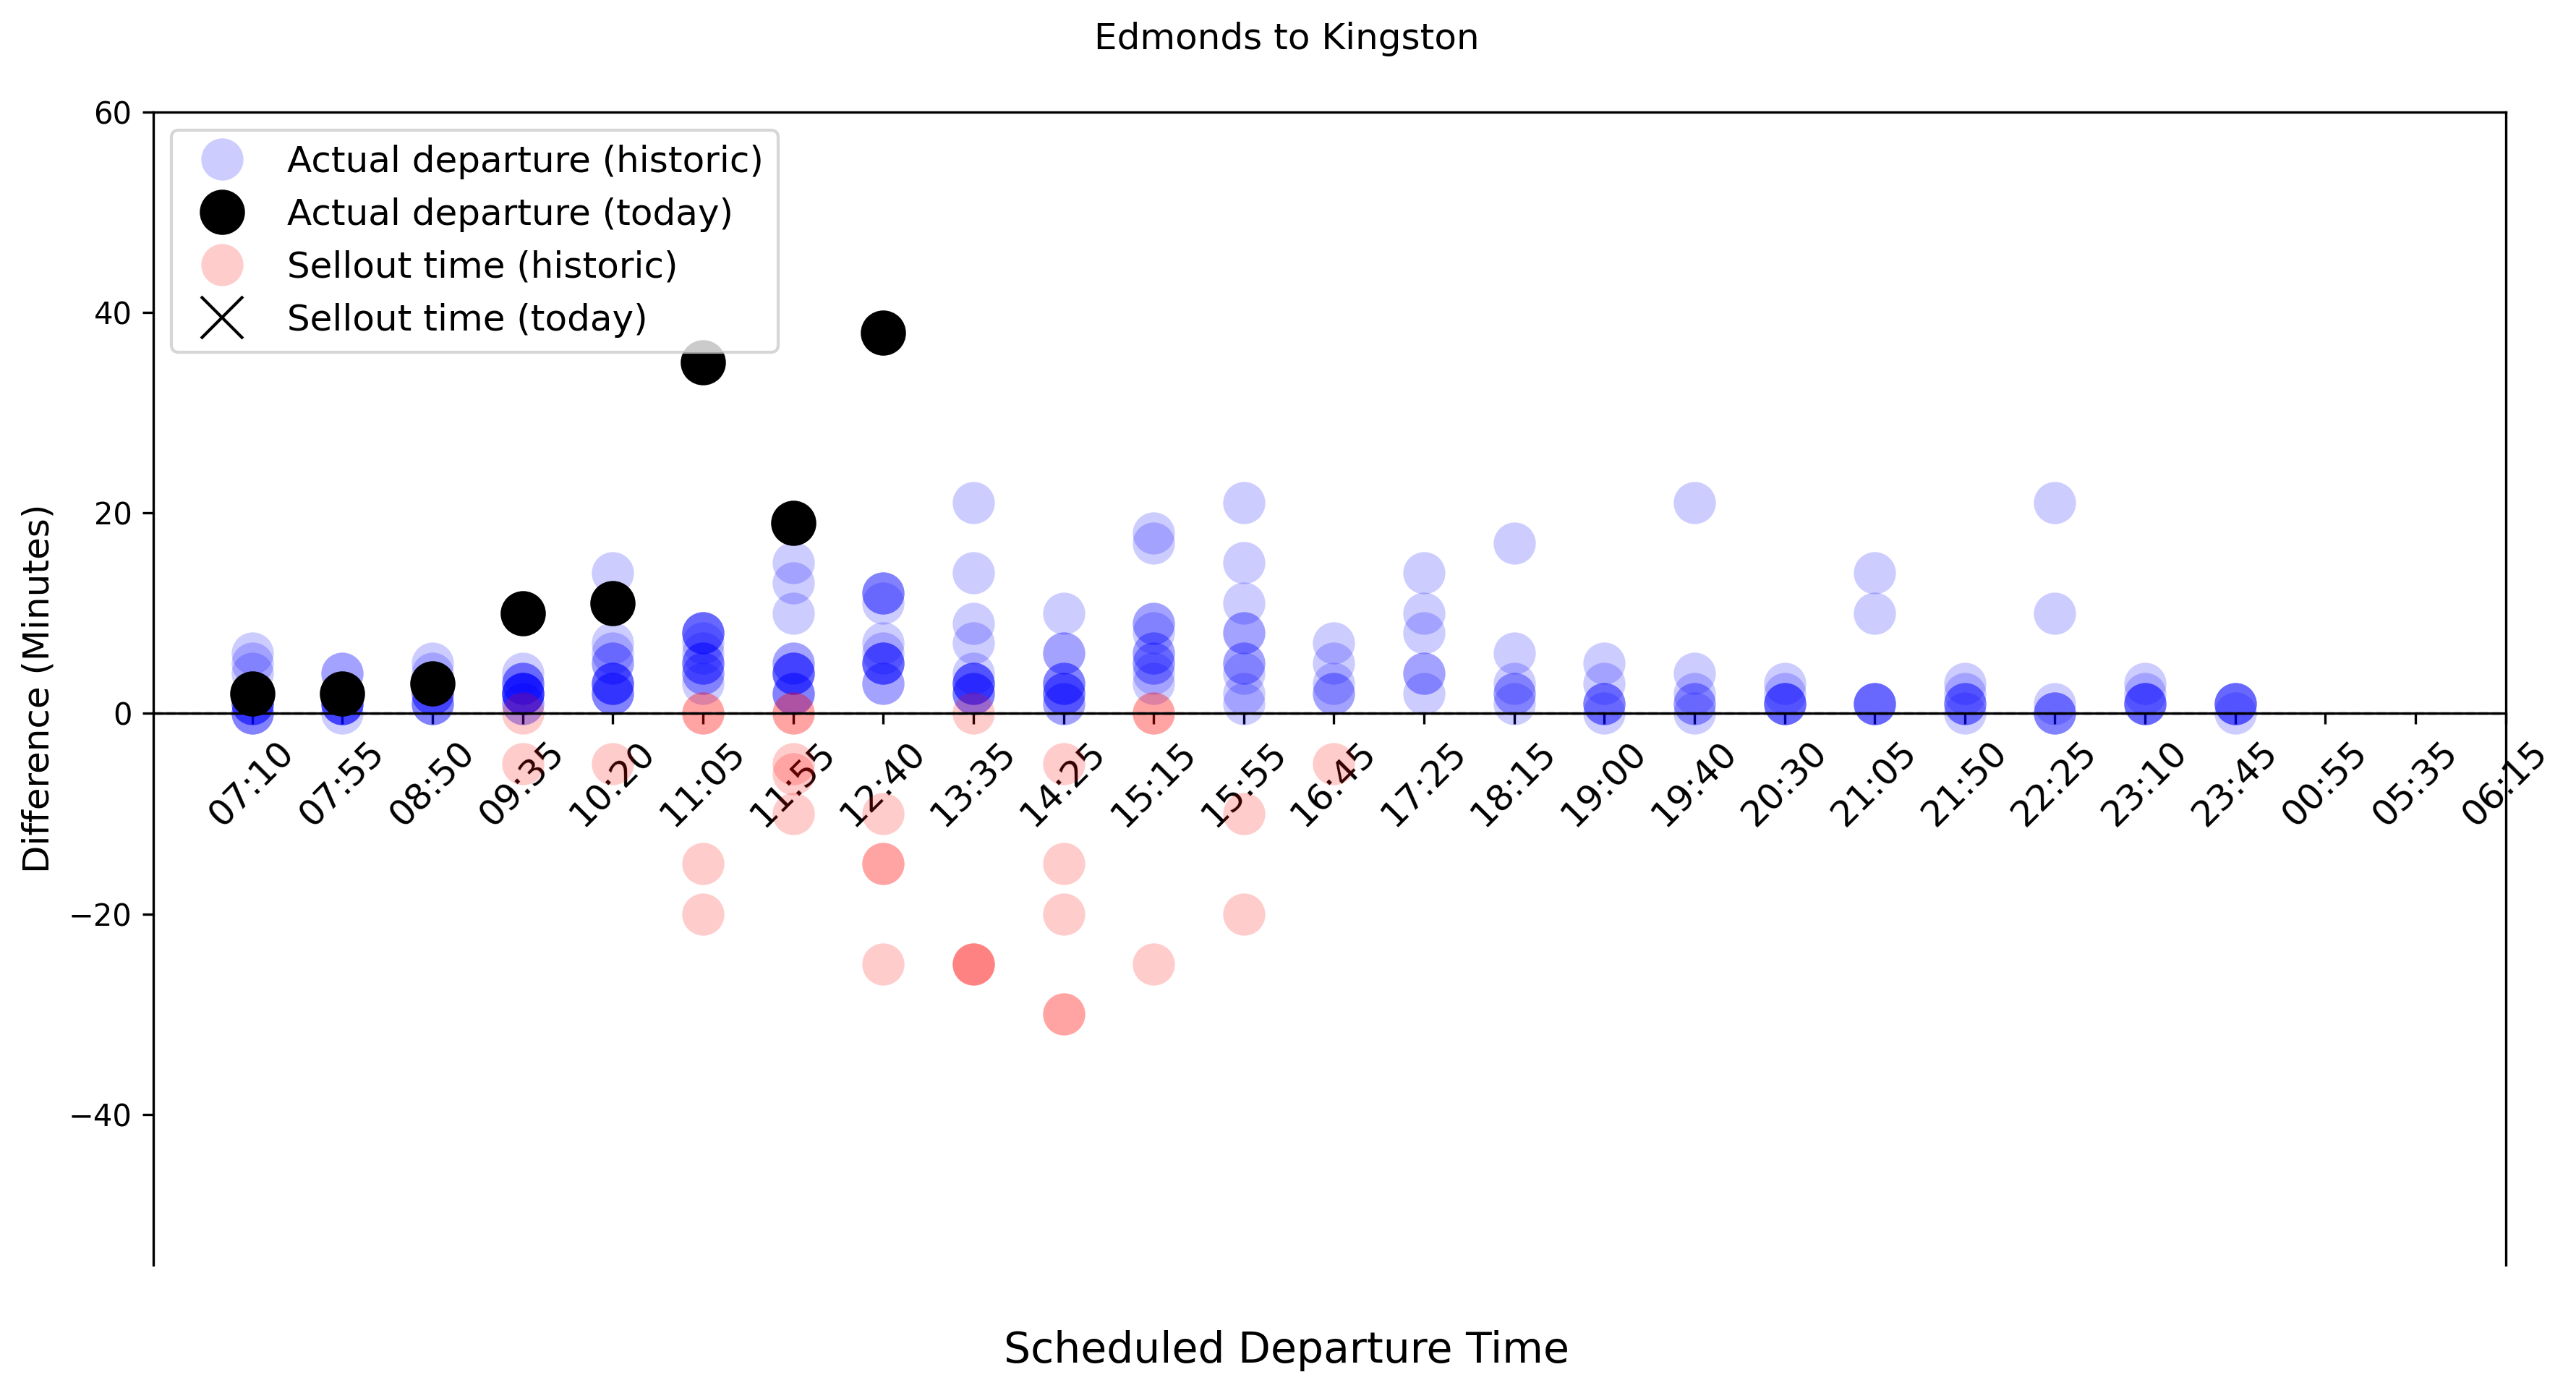 Edmonds to Kingston
60
Actual departure (historic)
Actual departure (today)
Sellout time (historic)
Sellout time (today)
40
20
0
−20
−40
Difference (Minutes)
07:10 07:55 08:50 09:35 10:20 11:05 11:55 12:40 13:35 14:25 15:15 15:55 16:45 17:25 18:15 19:00 19:40 20:30 21:05 21:50 22:25 23:10 23:45 00:55 05:35 06:15
Scheduled Departure Time